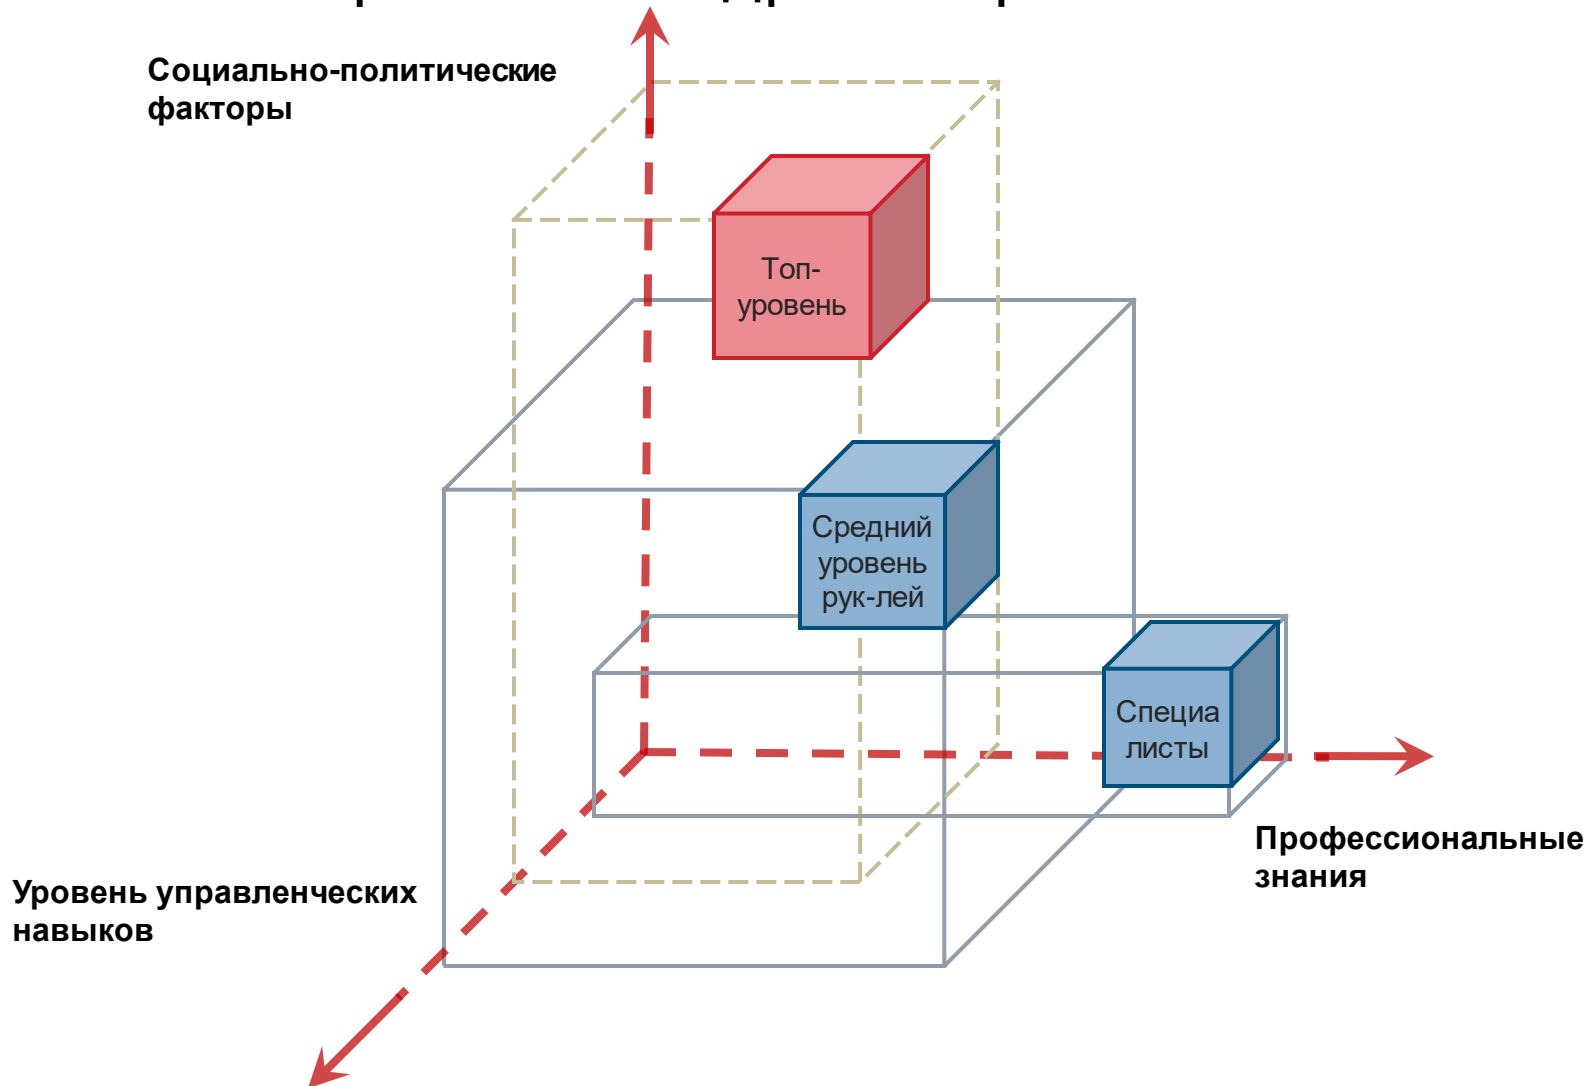 Социально-политические
факторы
Топ-
уровень
Средний
уровень
рук-лей
Специа
листы
Профессиональные
знания
Уровень управленческих
навыков